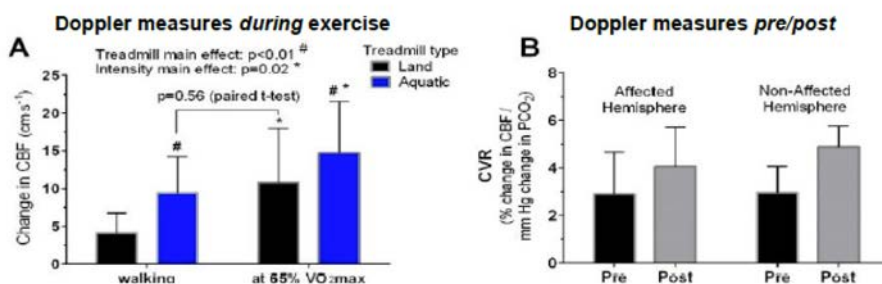 Doppler measures during exercise
A
Treadmill main effect: p<0.01 #
Intensity main effect: p=0.02 *
Treadmill type
Land
Aquatic
p=0.56 (paired t-test)
Change in CBF (cm s⁻¹)
25
20
15
10
5
0
#
*
# *
walking
at 65% VO₂max
Doppler measures pre/post
B
Affected
Hemisphere
Non-Affected
Hemisphere
CVR
(% change in CBF /
mm Hg change in PCO₂)
8
6
4
2
0
Pre
Post
Pre
Post